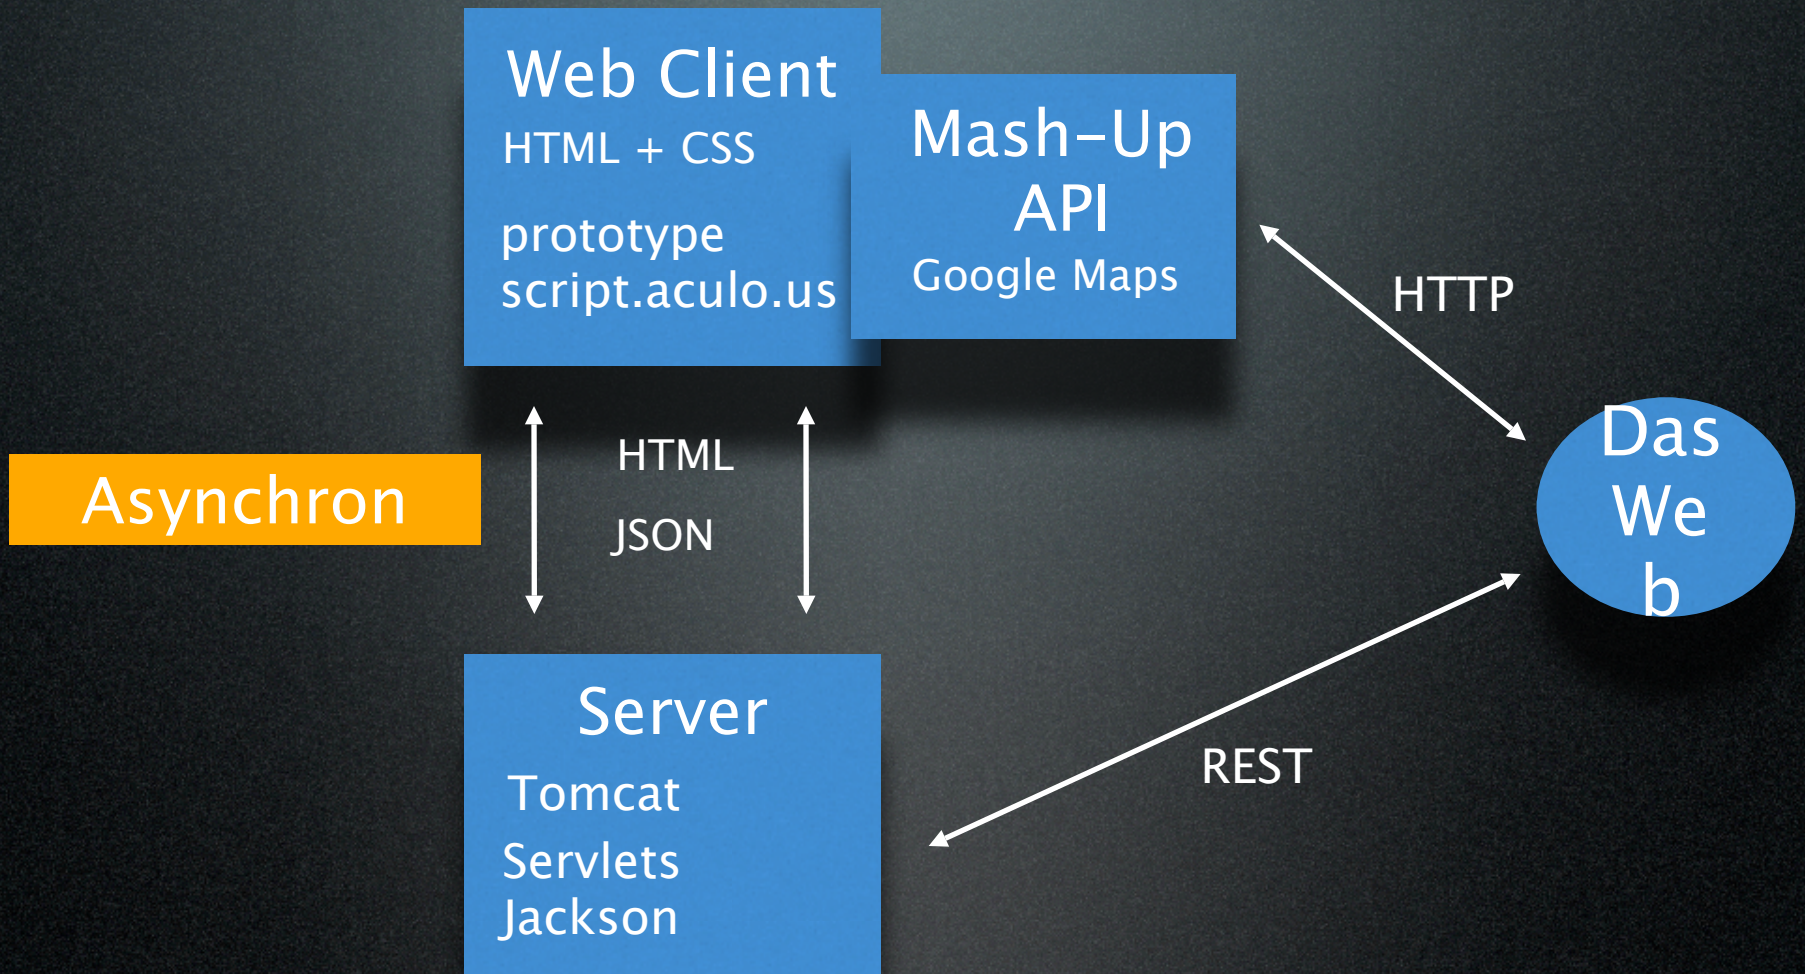 Web Client
HTML + CSS
prototype
script.aculo.us
Mash-Up
API
Google Maps
HTTP
Das
We
b
Asynchron
HTML
JSON
Server
Tomcat
Servlets
Jackson
REST